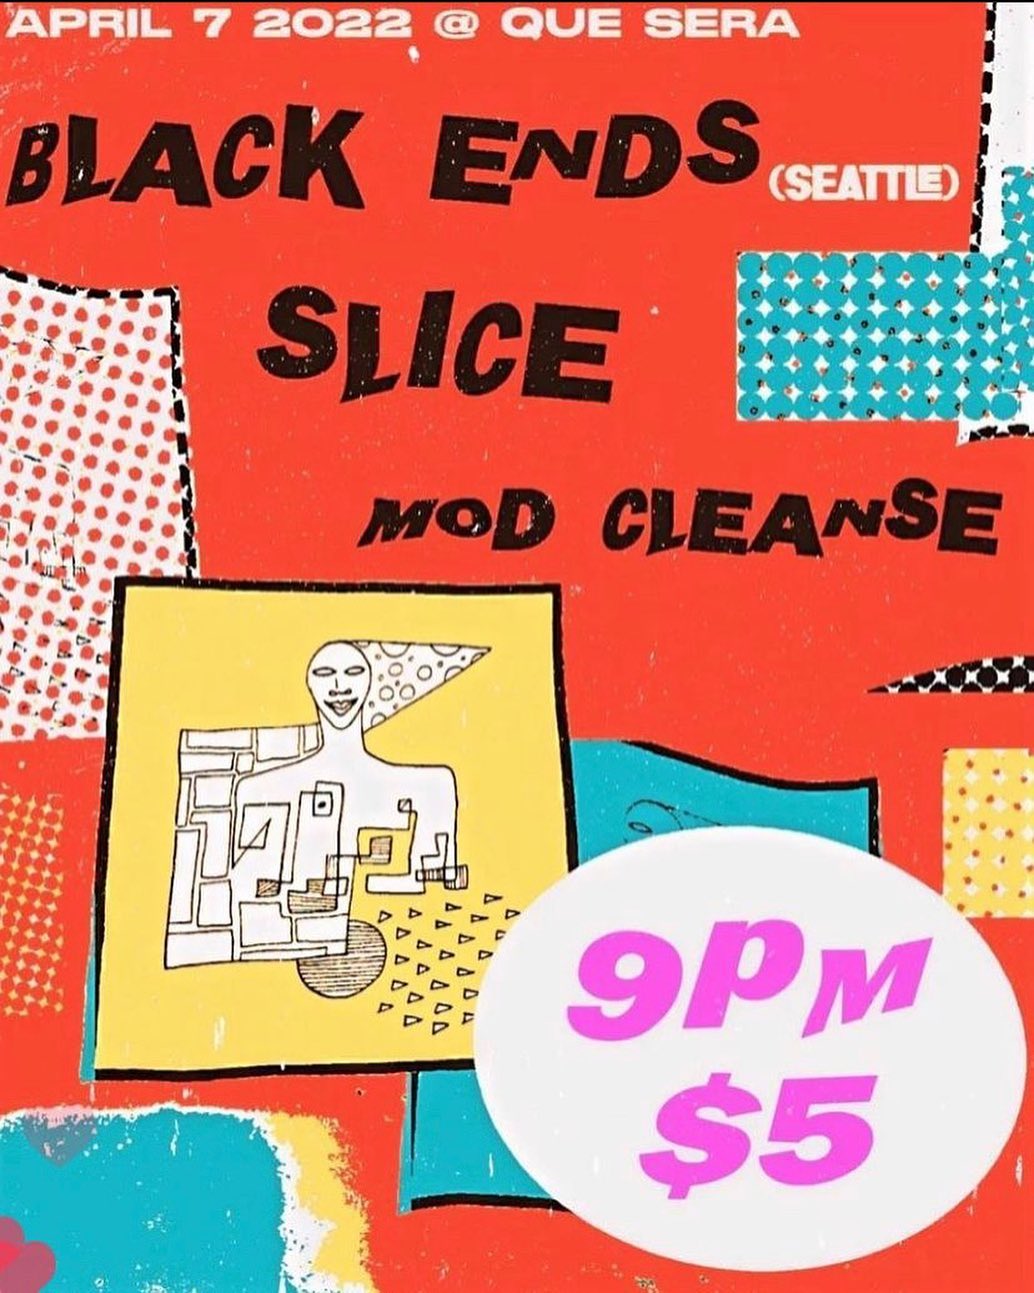 APRIL 7 2022 @ QUE SERA
BLACK ENDS (SEATTLE)
SLICE
MOD CLEANSE
9PM
$5